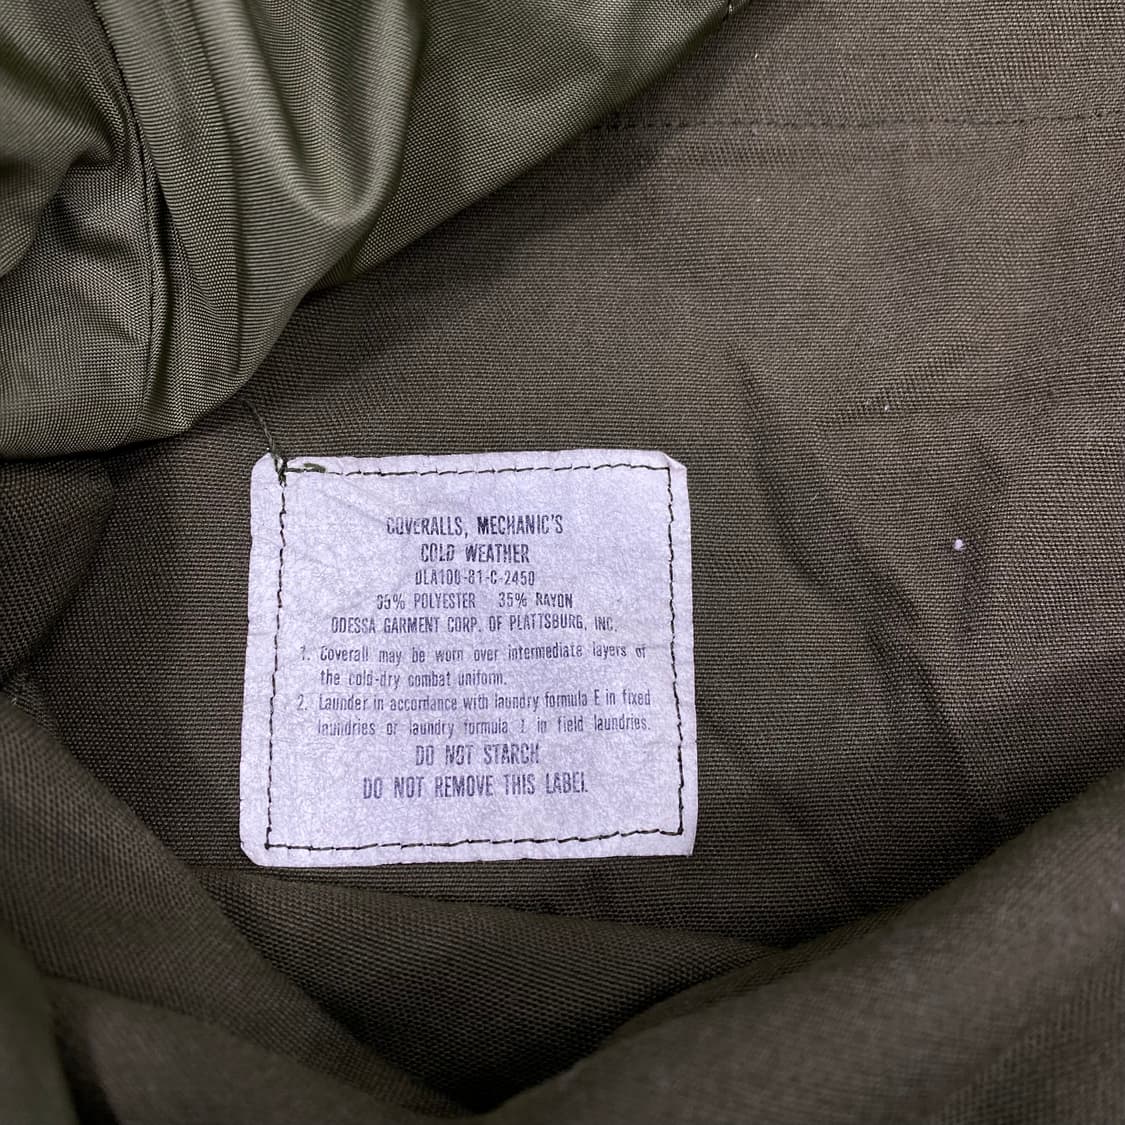 COVERALLS, MECHANIC'S
COLD WEATHER
DLA100-81-C-2450
POLYESTER 35% RAYON
ODESSA GARMENT CORP. OF PLATTSBURG, INC.
1. Coverall may be worn over intermediate layers of
the cold-dry combat uniform.
2. Launder in accordance with laundry formula E in fixed
laundries or laundry formula in field laundries.
DO NOT STARCH
DO NOT REMOVE THIS LABEL